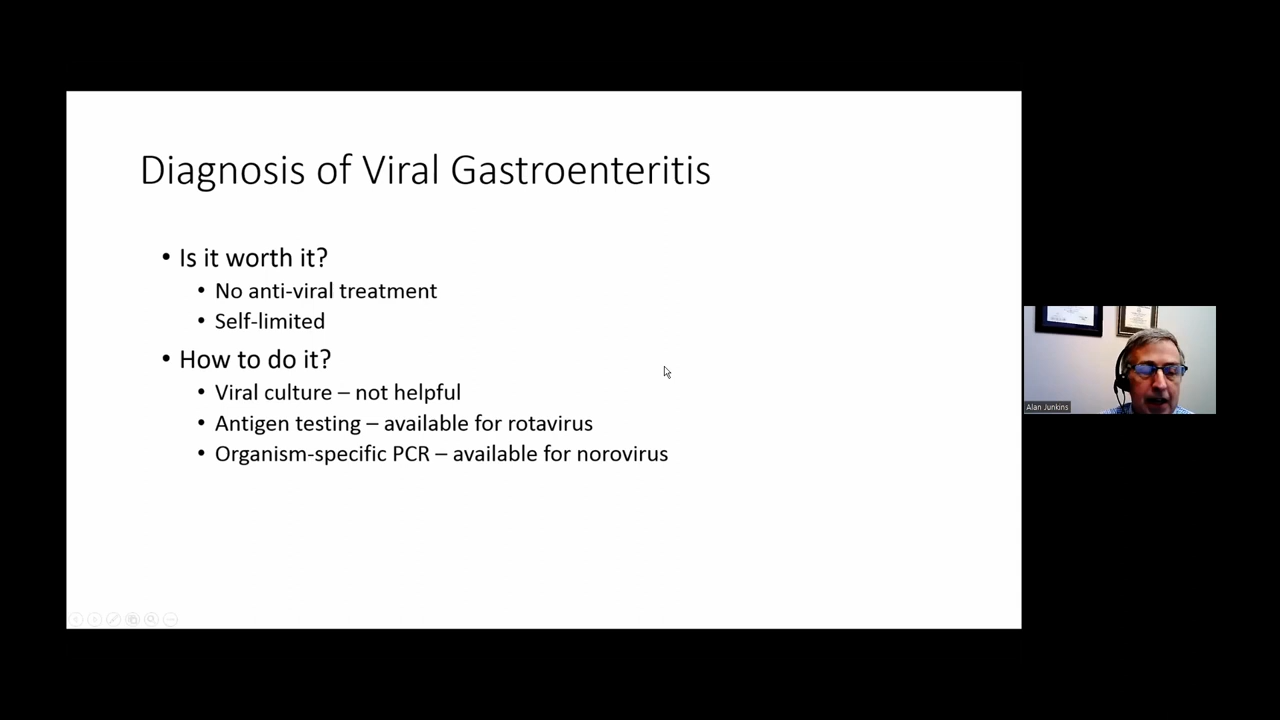 Diagnosis of Viral Gastroenteritis
• Is it worth it?
• No anti-viral treatment
• Self-limited
• How to do it?
• Viral culture – not helpful
• Antigen testing – available for rotavirus
• Organism-specific PCR – available for norovirus
Alan Junkins